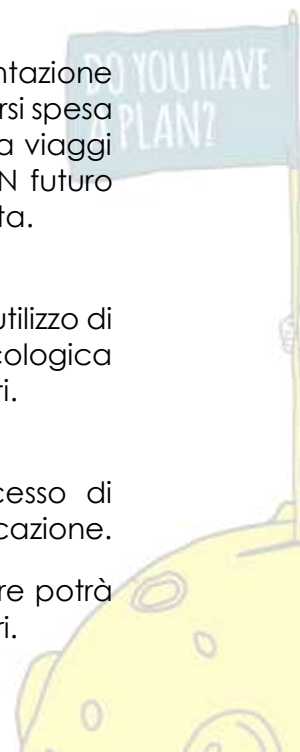 DO YOU HAVE
A PLAN?
ntazione
rsi spesa
a viaggi
N futuro
ta.
utilizzo di
cologica
ri.
cesso di
cazione.
re potrà
ri.